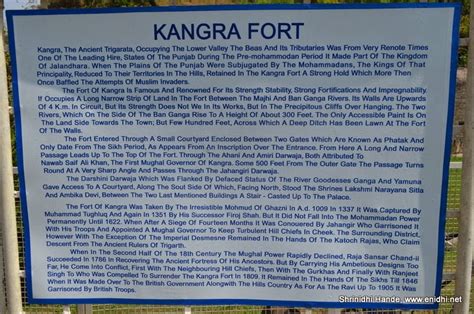 KANGRA FORT
Kangra, The Ancient Trigarata, Occupying The Lower Valley The Beas And Its Tributaries Was From Very Remote Times
One Of The Leading Hire, States Of The Punjab During The Pre-mohammodan Period It Made Part Of The Kingdom
Of Jalandhara. When The Plains Of The Punjab Were Subjugated By The Mohammadans, The Kings Of That
Principality, Reduced To Their Territories In The Hills, Retained In The Kangra Fort A Strong Hold Which More Then
Once Baffled The Attempts Of Muslim Invaders.
The Fort Of Kangra Is Famous And Renowned For Its Strength Stability, Strong Fortifications And Impregnability.
It Occupies A Long Narrow Strip Of Land In The Fort Between The Majhi And Ban Ganga Rivers. Its Walls Are Upwards
Of 4 K.m. In Circuit, But Its Strength Does Not We In Its Works, But In The Precipitous Cliffs Over Hanging, The Two
Rivers, Which On The Side Of The Ban Ganga Rise To A Height Of About 300 Feet. The Only Accessible Paint Is On
The Land Side Towards The Town; But Few Hundred Feet, Across Which A Deep Ditch Has Been Lawn At The Fort
Of The Walls.
The Fort Entered Through A Small Courtyard Enclosed Between Two Gates Which Are Known As Phatak And
Only Date From The Sikh Period, As Appears From An Inscription Over The Entrance. From Here A Long And Narrow
Passage Leads Up To The Top Of The Fort. Through The Ahani And Amiri Darwaja, Both Attributed To
Nawab Saif Ali Khan, The First Mughul Governor Of Kangra. Some 500 Feet From The Outer Gate The Passage Turns
Round At A Very Sharp Angle And Passes Through The Jahangiri Darwaja.
The Darshini Darwaja Which Was Flanked By Defaced Status Of The River Goodesses Ganga And Yamuna
Gave Access To A Courtyard, Along The Sout Side Of Which, Facing North, Stood The Shrines Lakshmi Narayana Sitla
And Ambika Devi, Between The Two Last Mentioned Buildings A Stair - Casted Up To The Palace.
The Fort Of Kangra Was Taken By The Irresistible Mohmud Of Ghazni In A.d. 1009 In 1337 It Was Captured By
Muhammad Tughluq And Again In 1351 By His Successor Firoj Shah. But It Did Not Fall Into The Mohammadan Power
Permanently Until 1622. When After A Siege Of Fourteen Months It Was Conquered By Jahangir Who Garrisoned It
With His Troops And Appointed A Mughal Governor To Keep Turbulent Hill Chiefs In Cheek. The Surrounding District,
However With The Exception Of The Imperial Desmesne Remained In The Hands Of The Katoch Rajas, Who Claim
Descent From The Ancient Rulers Of Trigarth.
When In The Second Half Of The 18th Century The Mughal Power Rapidly Declined, Raja Sansar Chand-ii
Succeeded In 1786 In Recovering The Ancient Fortress Of His Ancestors. But By Carrying His Ambitious Designs Too
Far, He Come Into Conflict, First With The Neighbouring Hill Chiefs, Then With The Gurkhas And Finally With Ranjeet
Singh To Who Was Compelled To Surrender The Kangra Fort In 1809. It Remained In The Hands Of The Sikhs Till 1846
When It Was Made Over To The British Government Alongwith The Hills Country As For As The Ravi Up To 1905 It Was
Garrisoned By British Troops.
Shrinidhi Hande, www.enidhi.net